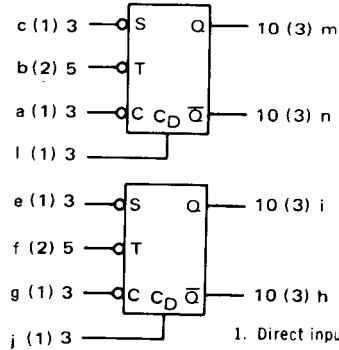 c (1) 3 S Q 10 (3) m
b (2) 5 T
a (1) 3 C C_D Q̅ 10 (3) n
l (1) 3
e (1) 3 S Q 10 (3) i
f (2) 5 T
g (1) 3 C C_D Q̅ 10 (3) h
j (1) 3
1. Direct inpu